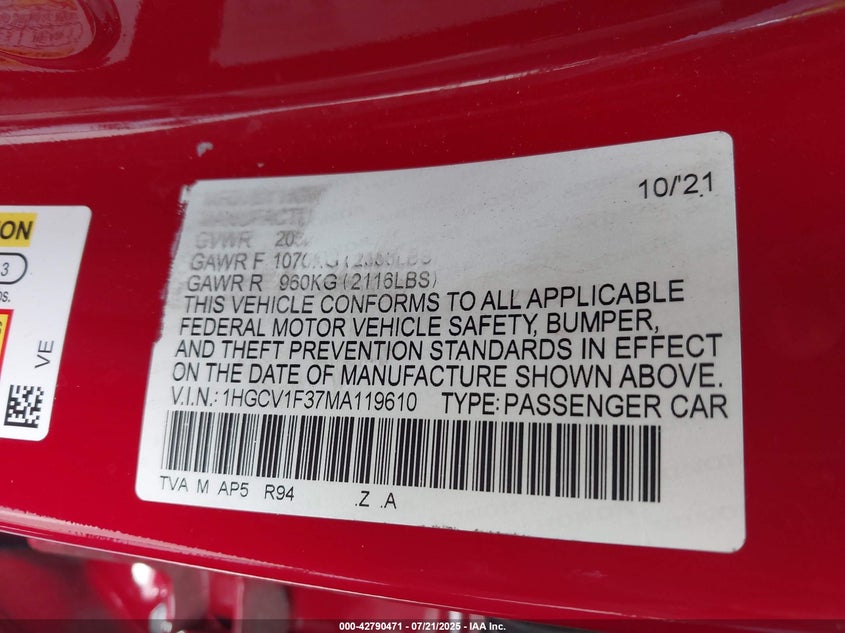 10/'21
GVWR
GAWR F
GAWR R 960KG (2116LBS)
THIS VEHICLE CONFORMS TO ALL APPLICABLE
FEDERAL MOTOR VEHICLE SAFETY, BUMPER,
AND THEFT PREVENTION STANDARDS IN EFFECT
ON THE DATE OF MANUFACTURE SHOWN ABOVE.
V.I.N.: 1HGCV1F37MA119610 TYPE: PASSENGER CAR
TVA M AP5 R94 .Z .A
3
VE
000-42790471 - 07/21/2025 - IAA Inc.